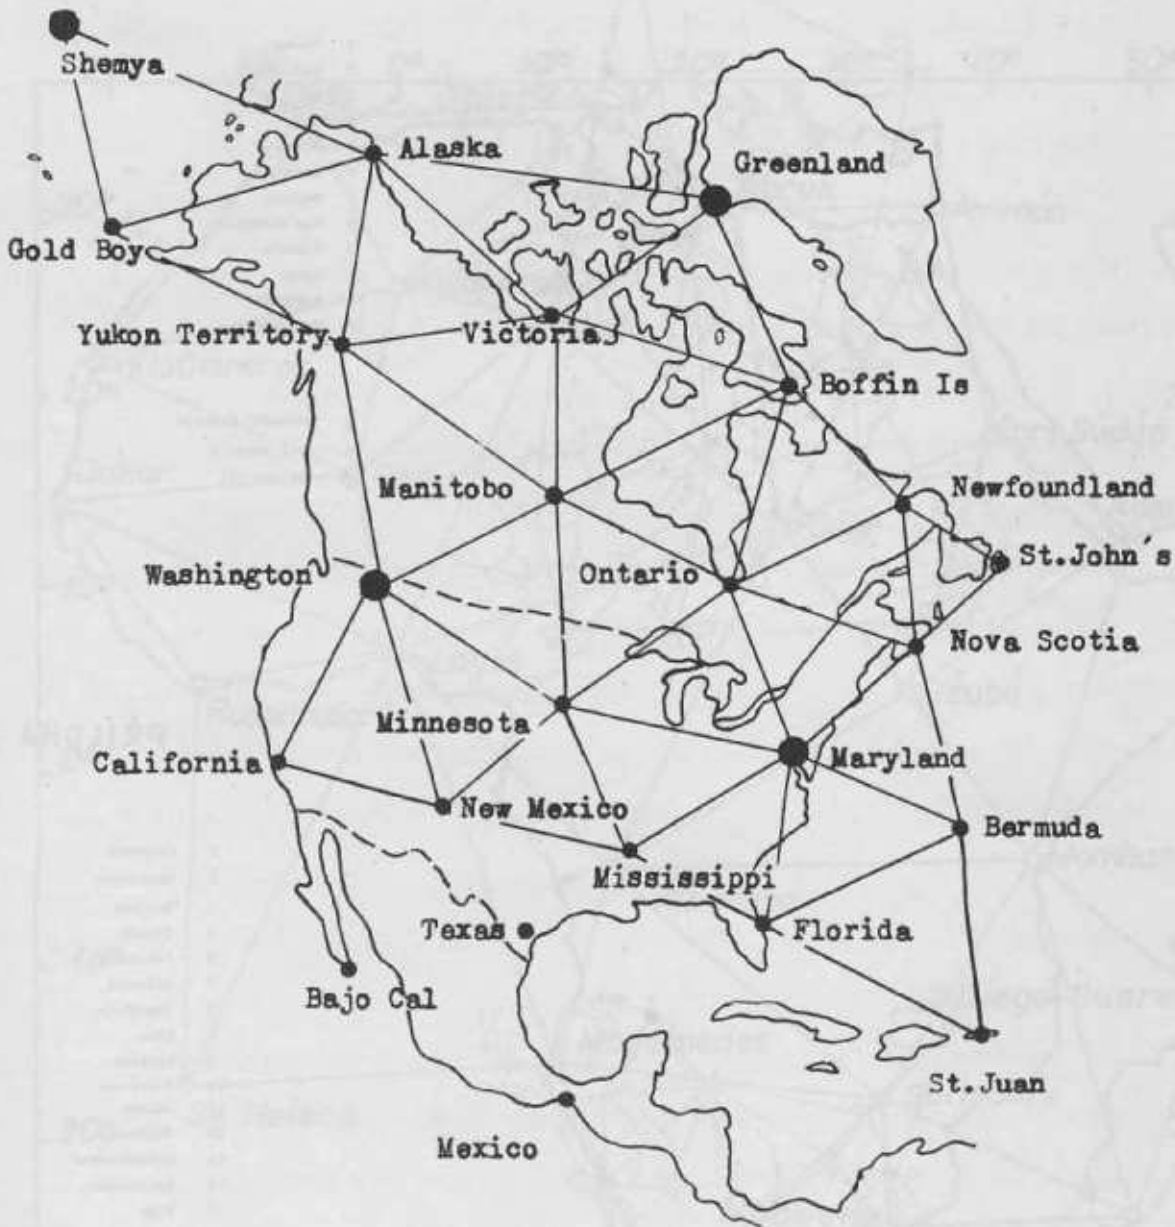 Shemya
Alaska
Greenland
Gold Boy
Yukon Territory
Victoria
Boffin Is
Manitobo
Newfoundland
Washington
Ontario
St.John's
Nova Scotia
Minnesota
California
Maryland
New Mexico
Bermuda
Mississippi
Texas
Florida
Bajo Cal
St.Juan
Mexico